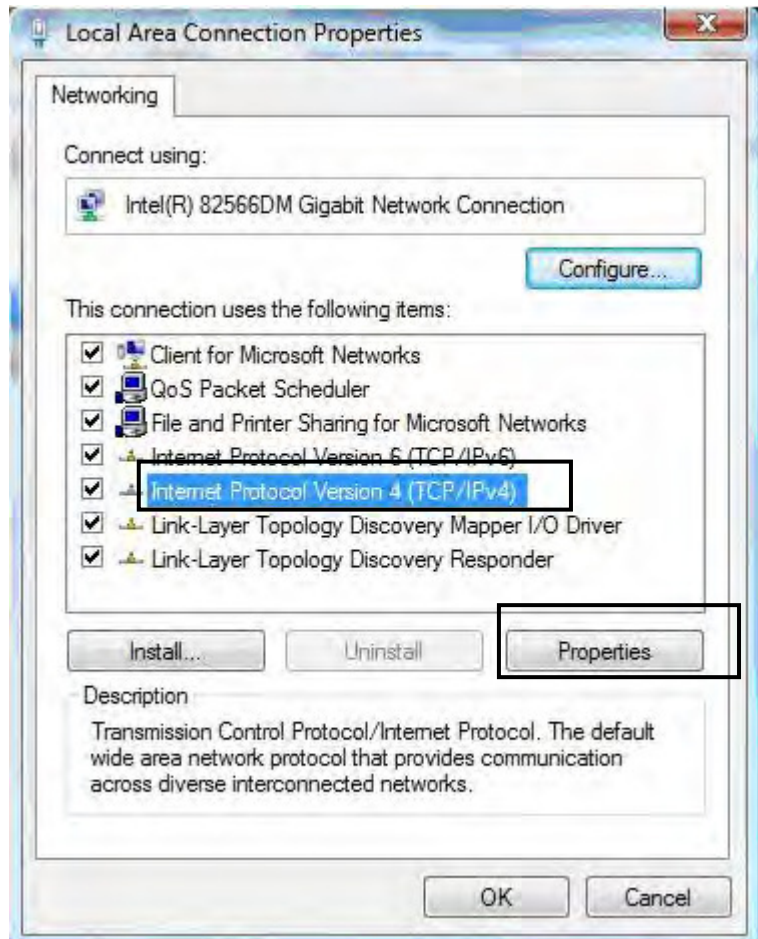 Local Area Connection Properties
Networking
Connect using:
Intel(R) 82566DM Gigabit Network Connection
Configure...
This connection uses the following items:
Client for Microsoft Networks
QoS Packet Scheduler
File and Printer Sharing for Microsoft Networks
Internet Protocol Version 6 (TCP/IPv6)
Internet Protocol Version 4 (TCP/IPv4)
Link-Layer Topology Discovery Mapper I/O Driver
Link-Layer Topology Discovery Responder
Install... Uninstall Properties
Description
Transmission Control Protocol/Internet Protocol. The default
wide area network protocol that provides communication
across diverse interconnected networks.
OK Cancel